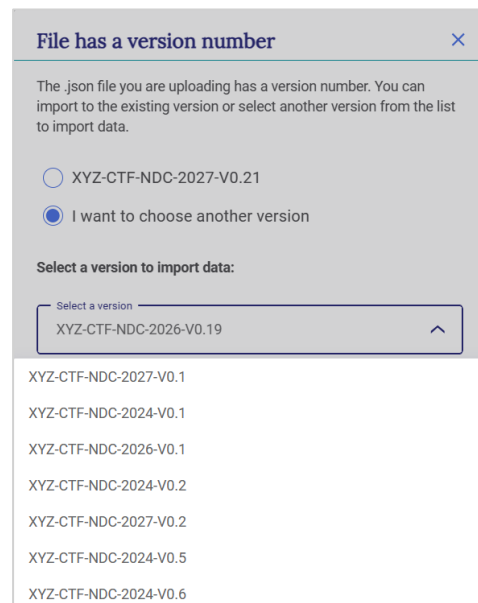 File has a version number
The .json file you are uploading has a version number. You can
import to the existing version or select another version from the list
to import data.
XYZ-CTF-NDC-2027-V0.21
I want to choose another version
Select a version to import data:
Select a version
XYZ-CTF-NDC-2026-V0.19
XYZ-CTF-NDC-2027-V0.1
XYZ-CTF-NDC-2024-V0.1
XYZ-CTF-NDC-2026-V0.1
XYZ-CTF-NDC-2024-V0.2
XYZ-CTF-NDC-2027-V0.2
XYZ-CTF-NDC-2024-V0.5
XYZ-CTF-NDC-2024-V0.6